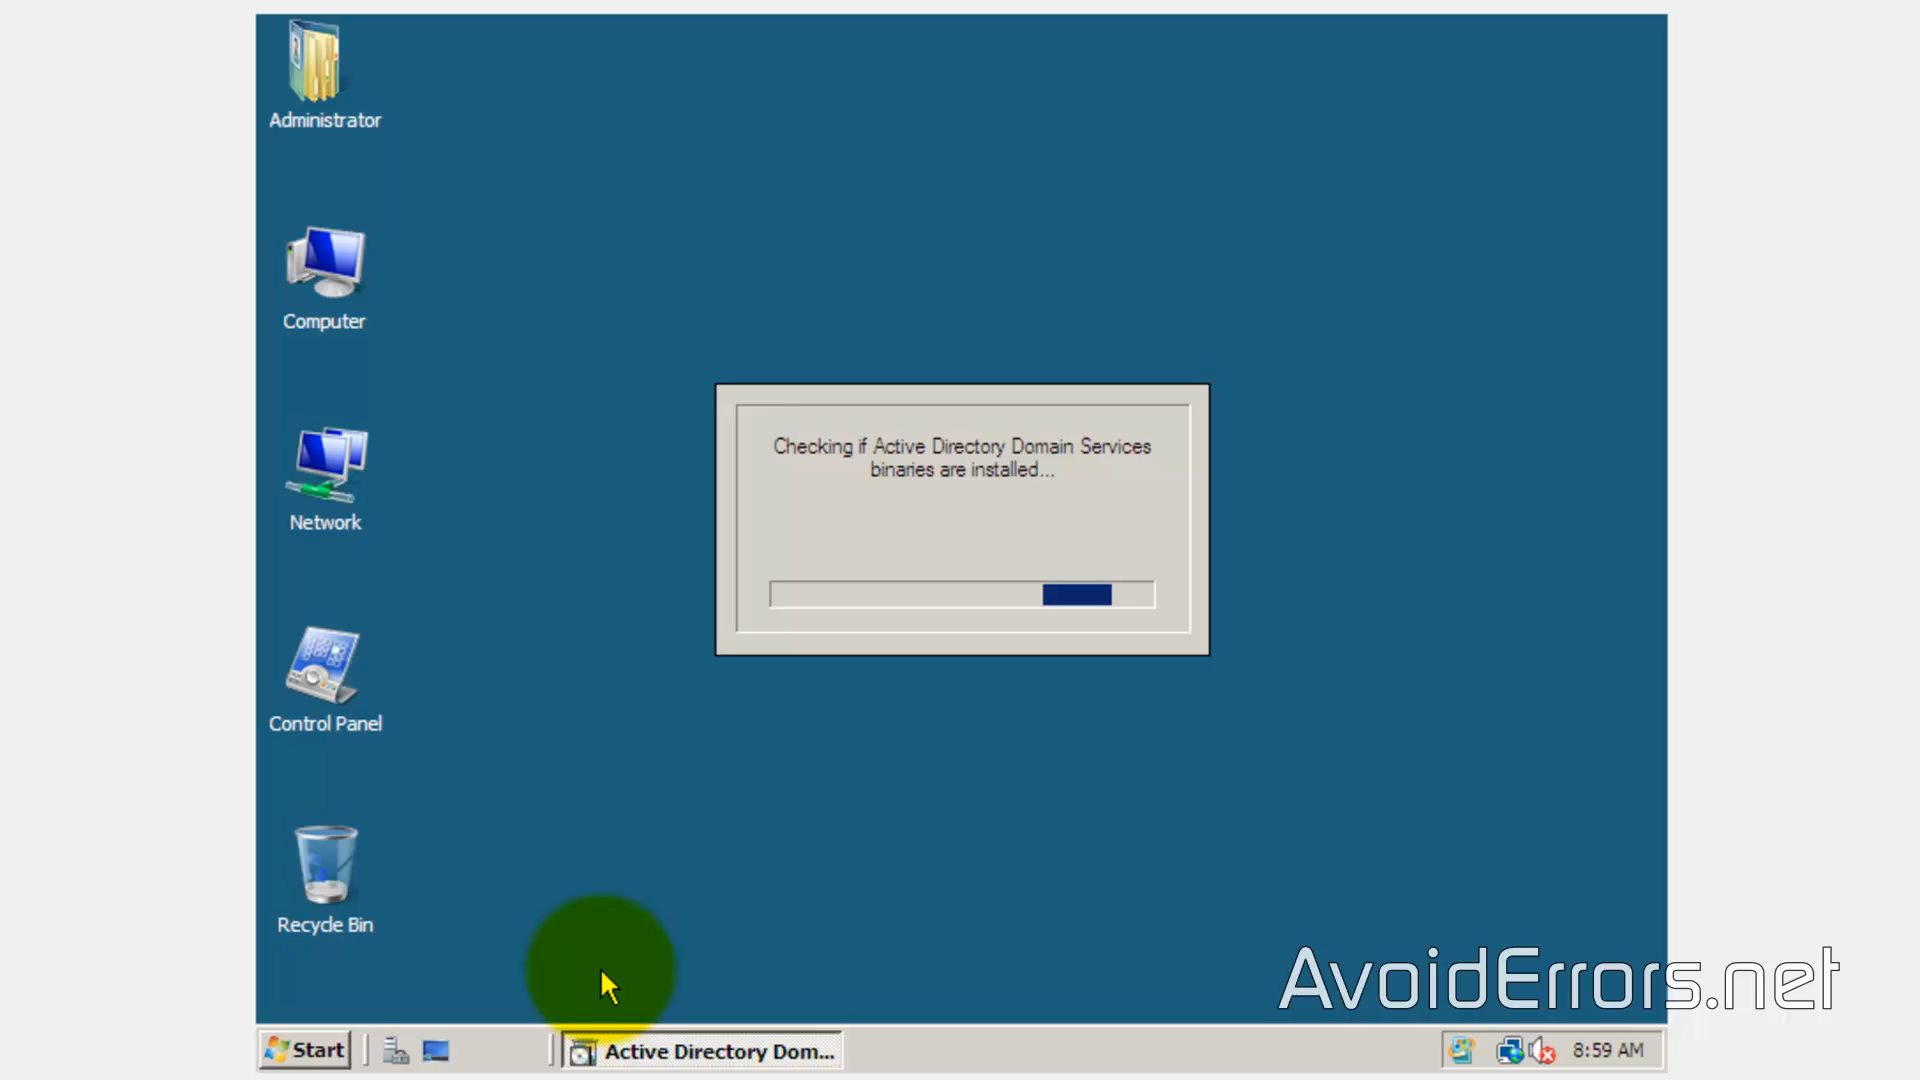 Administrator
Computer
Network
Control Panel
Recycle Bin
Checking if Active Directory Domain Services
binaries are installed...
AvoidErrors.net
Start
Active Directory Dom...
8:59 AM